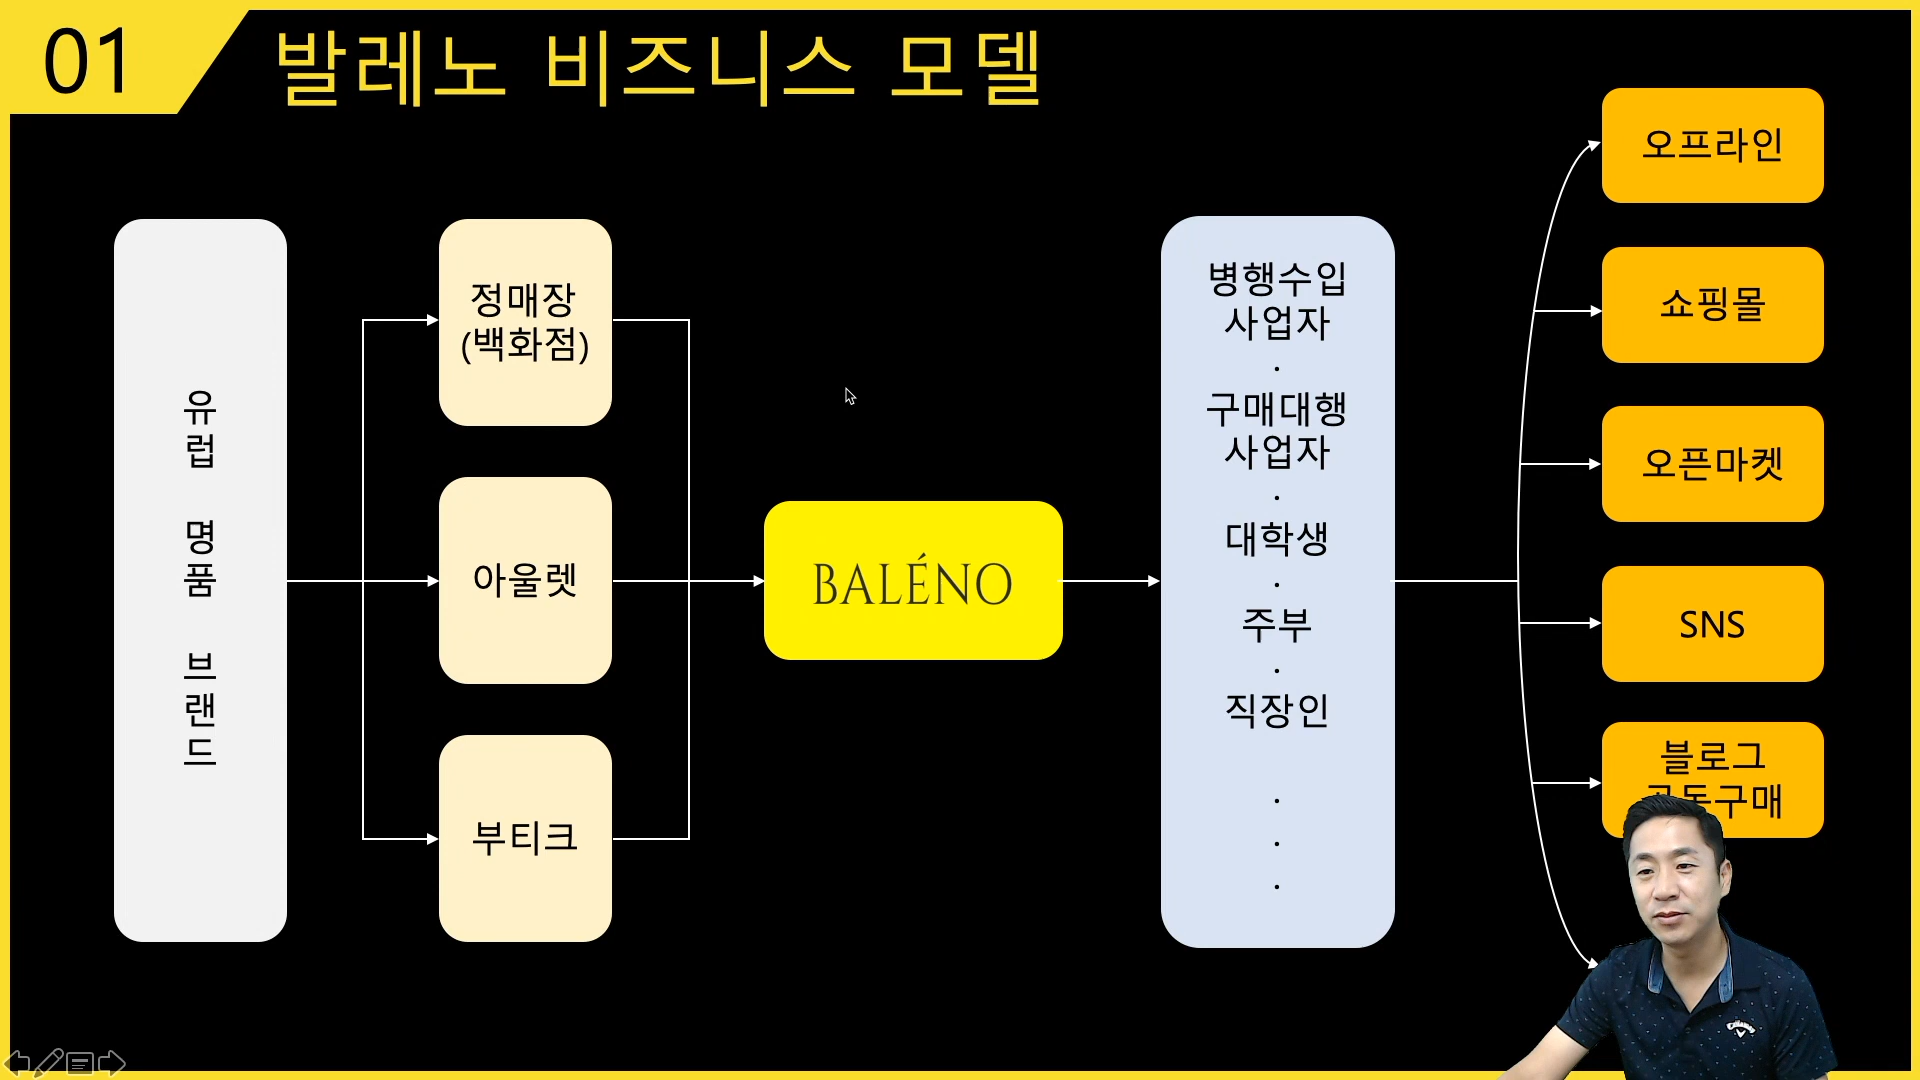 01
발레노 비즈니스 모델
유
럽
명
품
브
랜
드
정매장
(백화점)
아울렛
부티크
BALÉNO
병행수입
사업자
·
구매대행
사업자
·
대학생
·
주부
·
직장인
·
·
·
오프라인
쇼핑몰
오픈마켓
SNS
블로그
구매
Callaway